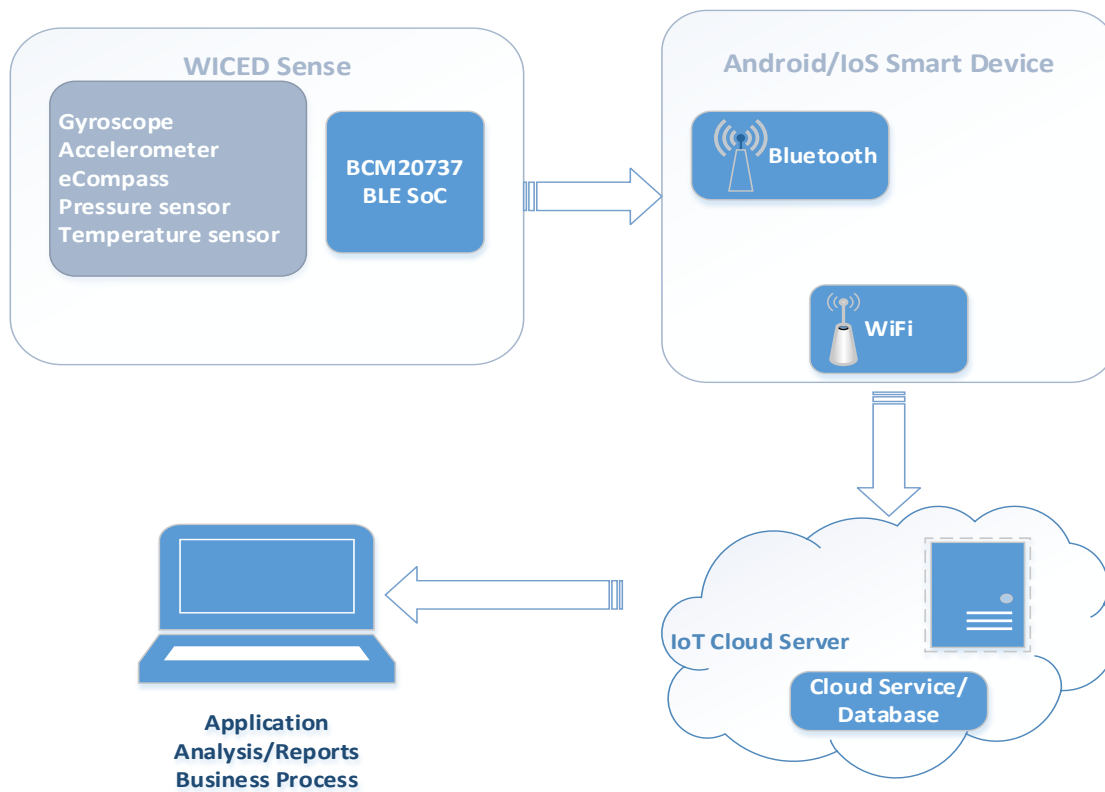 WICED Sense
Gyroscope
Accelerometer
eCompass
Pressure sensor
Temperature sensor
BCM20737
BLE SoC
Android/IoS Smart Device
Bluetooth
WiFi
IoT Cloud Server
Cloud Service/
Database
Application
Analysis/Reports
Business Process